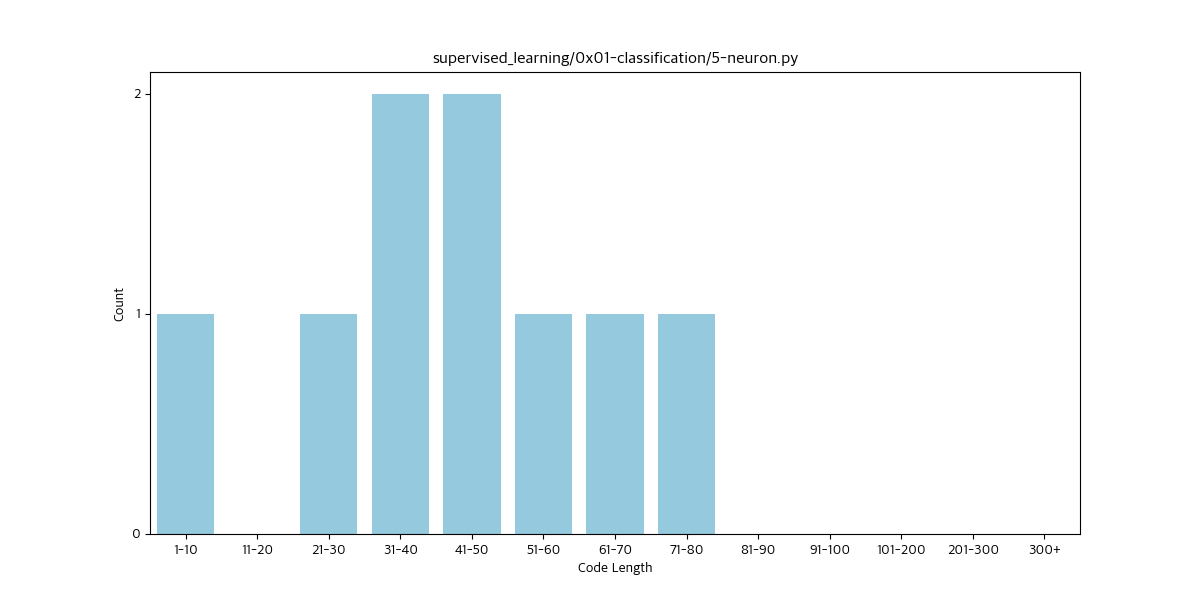 supervised_learning/0x01-classification/5-neuron.py
2
1
0
Count
1-10 11-20 21-30 31-40 41-50 51-60 61-70 71-80 81-90 91-100 101-200 201-300 300+
Code Length